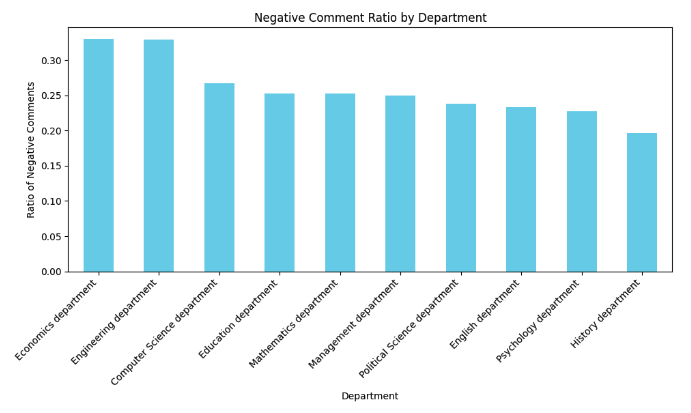 Negative Comment Ratio by Department
Ratio of Negative Comments
0.30
0.25
0.20
0.15
0.10
0.05
0.00
Economics department
Engineering department
Computer Science department
Education department
Mathematics department
Management department
Political Science department
English department
Psychology department
History department
Department